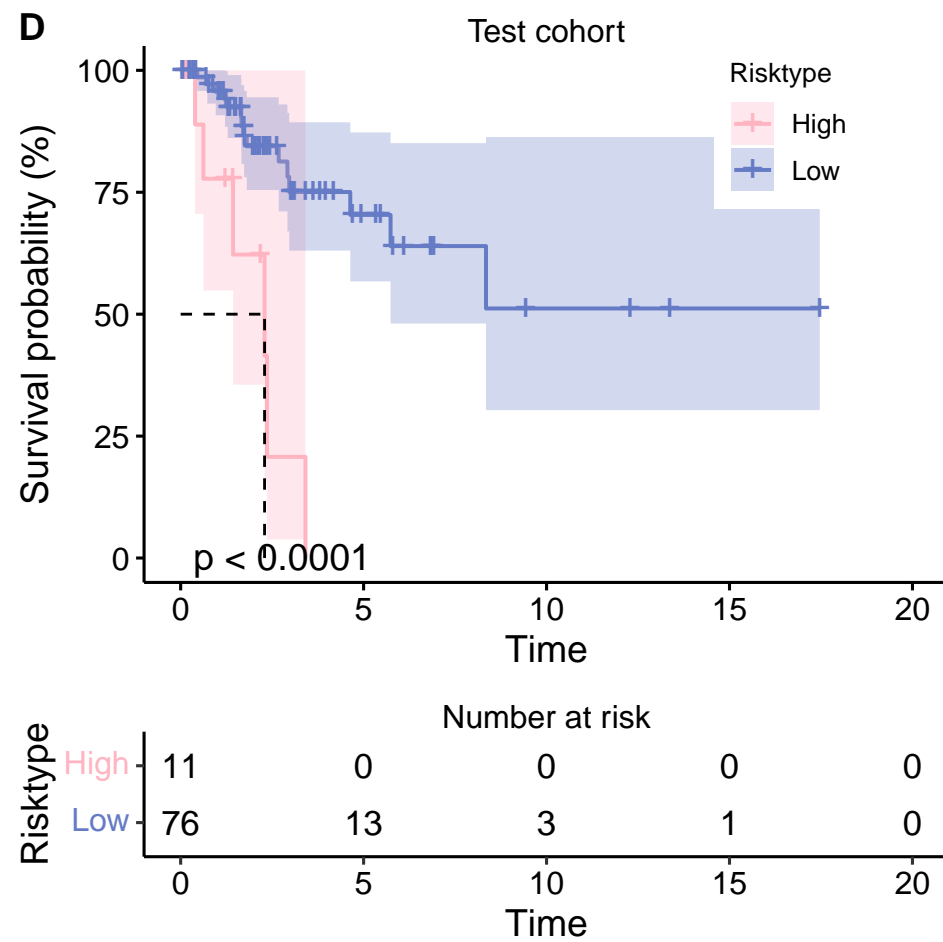 D
Test cohort
Survival probability (%)
100
75
50
25
0
Risktype
High
Low
p < 0.0001
0 5 10 15 20
Time
Number at risk
Risktype
High 11 0 0 0 0
Low 76 13 3 1 0
0 5 10 15 20
Time